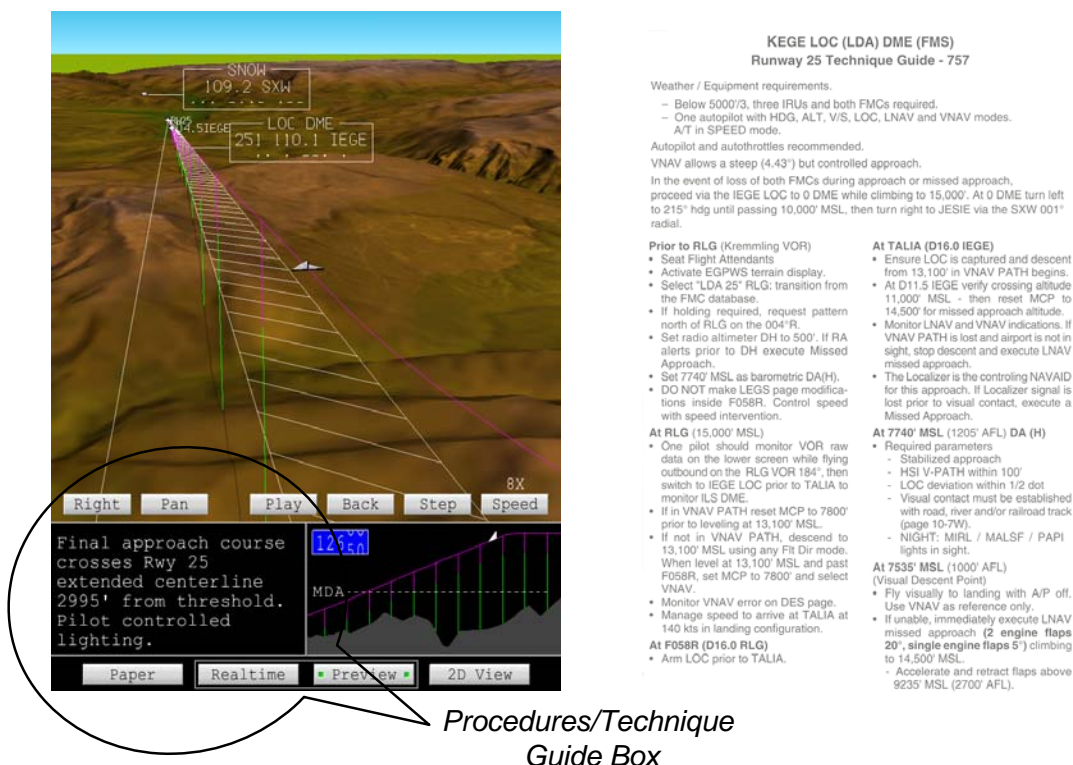 SNOW
109.2 SXW
RW25
14.5IEGE
LOC DME
251 110.1 IEGE
8X
Right Pan Play Back Step Speed
Final approach course
crosses Rwy 25
extended centerline
2995' from threshold.
Pilot controlled
lighting.
MDA
Paper Realtime Preview 2D View
Procedures/Technique
Guide Box
KEGE LOC (LDA) DME (FMS)
Runway 25 Technique Guide - 757
Weather / Equipment requirements.
– Below 5000'/3, three IRUs and both FMCs required.
– One autopilot with HDG, ALT, V/S, LOC, LNAV and VNAV modes.
A/T in SPEED mode.
Autopilot and autothrottles recommended.
VNAV allows a steep (4.43°) but controlled approach.
In the event of loss of both FMCs during approach or missed approach,
proceed via the IEGE LOC to 0 DME while climbing to 15,000'. At 0 DME turn left
to 215° hdg until passing 10,000' MSL, then turn right to JESIE via the SXW 001°
radial.
Prior to RLG (Kremmling VOR)
• Seat Flight Attendants
• Activate EGPWS terrain display.
• Select "LDA 25" RLG: transition from
the FMC database.
• If holding required, request pattern
north of RLG on the 004°R.
• Set radio altimeter DH to 500'. If RA
alerts prior to DH execute Missed
Approach.
• Set 7740' MSL as barometric DA(H).
• DO NOT make LEGS page modifica-
tions inside F058R. Control speed
with speed intervention.
At RLG (15,000' MSL)
• One pilot should monitor VOR raw
data on the lower screen while flying
outbound on the RLG VOR 184°, then
switch to IEGE LOC prior to TALIA to
monitor ILS DME.
• If in VNAV PATH reset MCP to 7800'
prior to leveling at 13,100' MSL.
• If not in VNAV PATH, descend to
13,100' MSL using any Flt Dir mode.
When level at 13,100' MSL and past
F058R, set MCP to 7800' and select
VNAV.
• Monitor VNAV error on DES page.
• Manage speed to arrive at TALIA at
140 kts in landing configuration.
At F058R (D16.0 RLG)
• Arm LOC prior to TALIA.
At TALIA (D16.0 IEGE)
• Ensure LOC is captured and descent
from 13,100' in VNAV PATH begins.
• At D11.5 IEGE verify crossing altitude
11,000' MSL - then reset MCP to
14,500' for missed approach altitude.
• Monitor LNAV and VNAV indications. If
VNAV PATH is lost and airport is not in
sight, stop descent and execute LNAV
missed approach.
• The Localizer is the controling NAVAID
for this approach. If Localizer signal is
lost prior to visual contact, execute a
Missed Approach.
At 7740' MSL (1205' AFL) DA (H)
• Required parameters
- Stabilized approach
- HSI V-PATH within 100'
- LOC deviation within 1/2 dot
- Visual contact must be established
with road, river and/or railroad track
(page 10-7W).
- NIGHT: MIRL / MALSF / PAPI
lights in sight.
At 7535' MSL (1000' AFL)
(Visual Descent Point)
• Fly visually to landing with A/P off.
Use VNAV as reference only.
• If unable, immediately execute LNAV
missed approach (2 engine flaps
20°, single engine flaps 5°) climbing
to 14,500' MSL.
- Accelerate and retract flaps above
9235' MSL (2700' AFL).